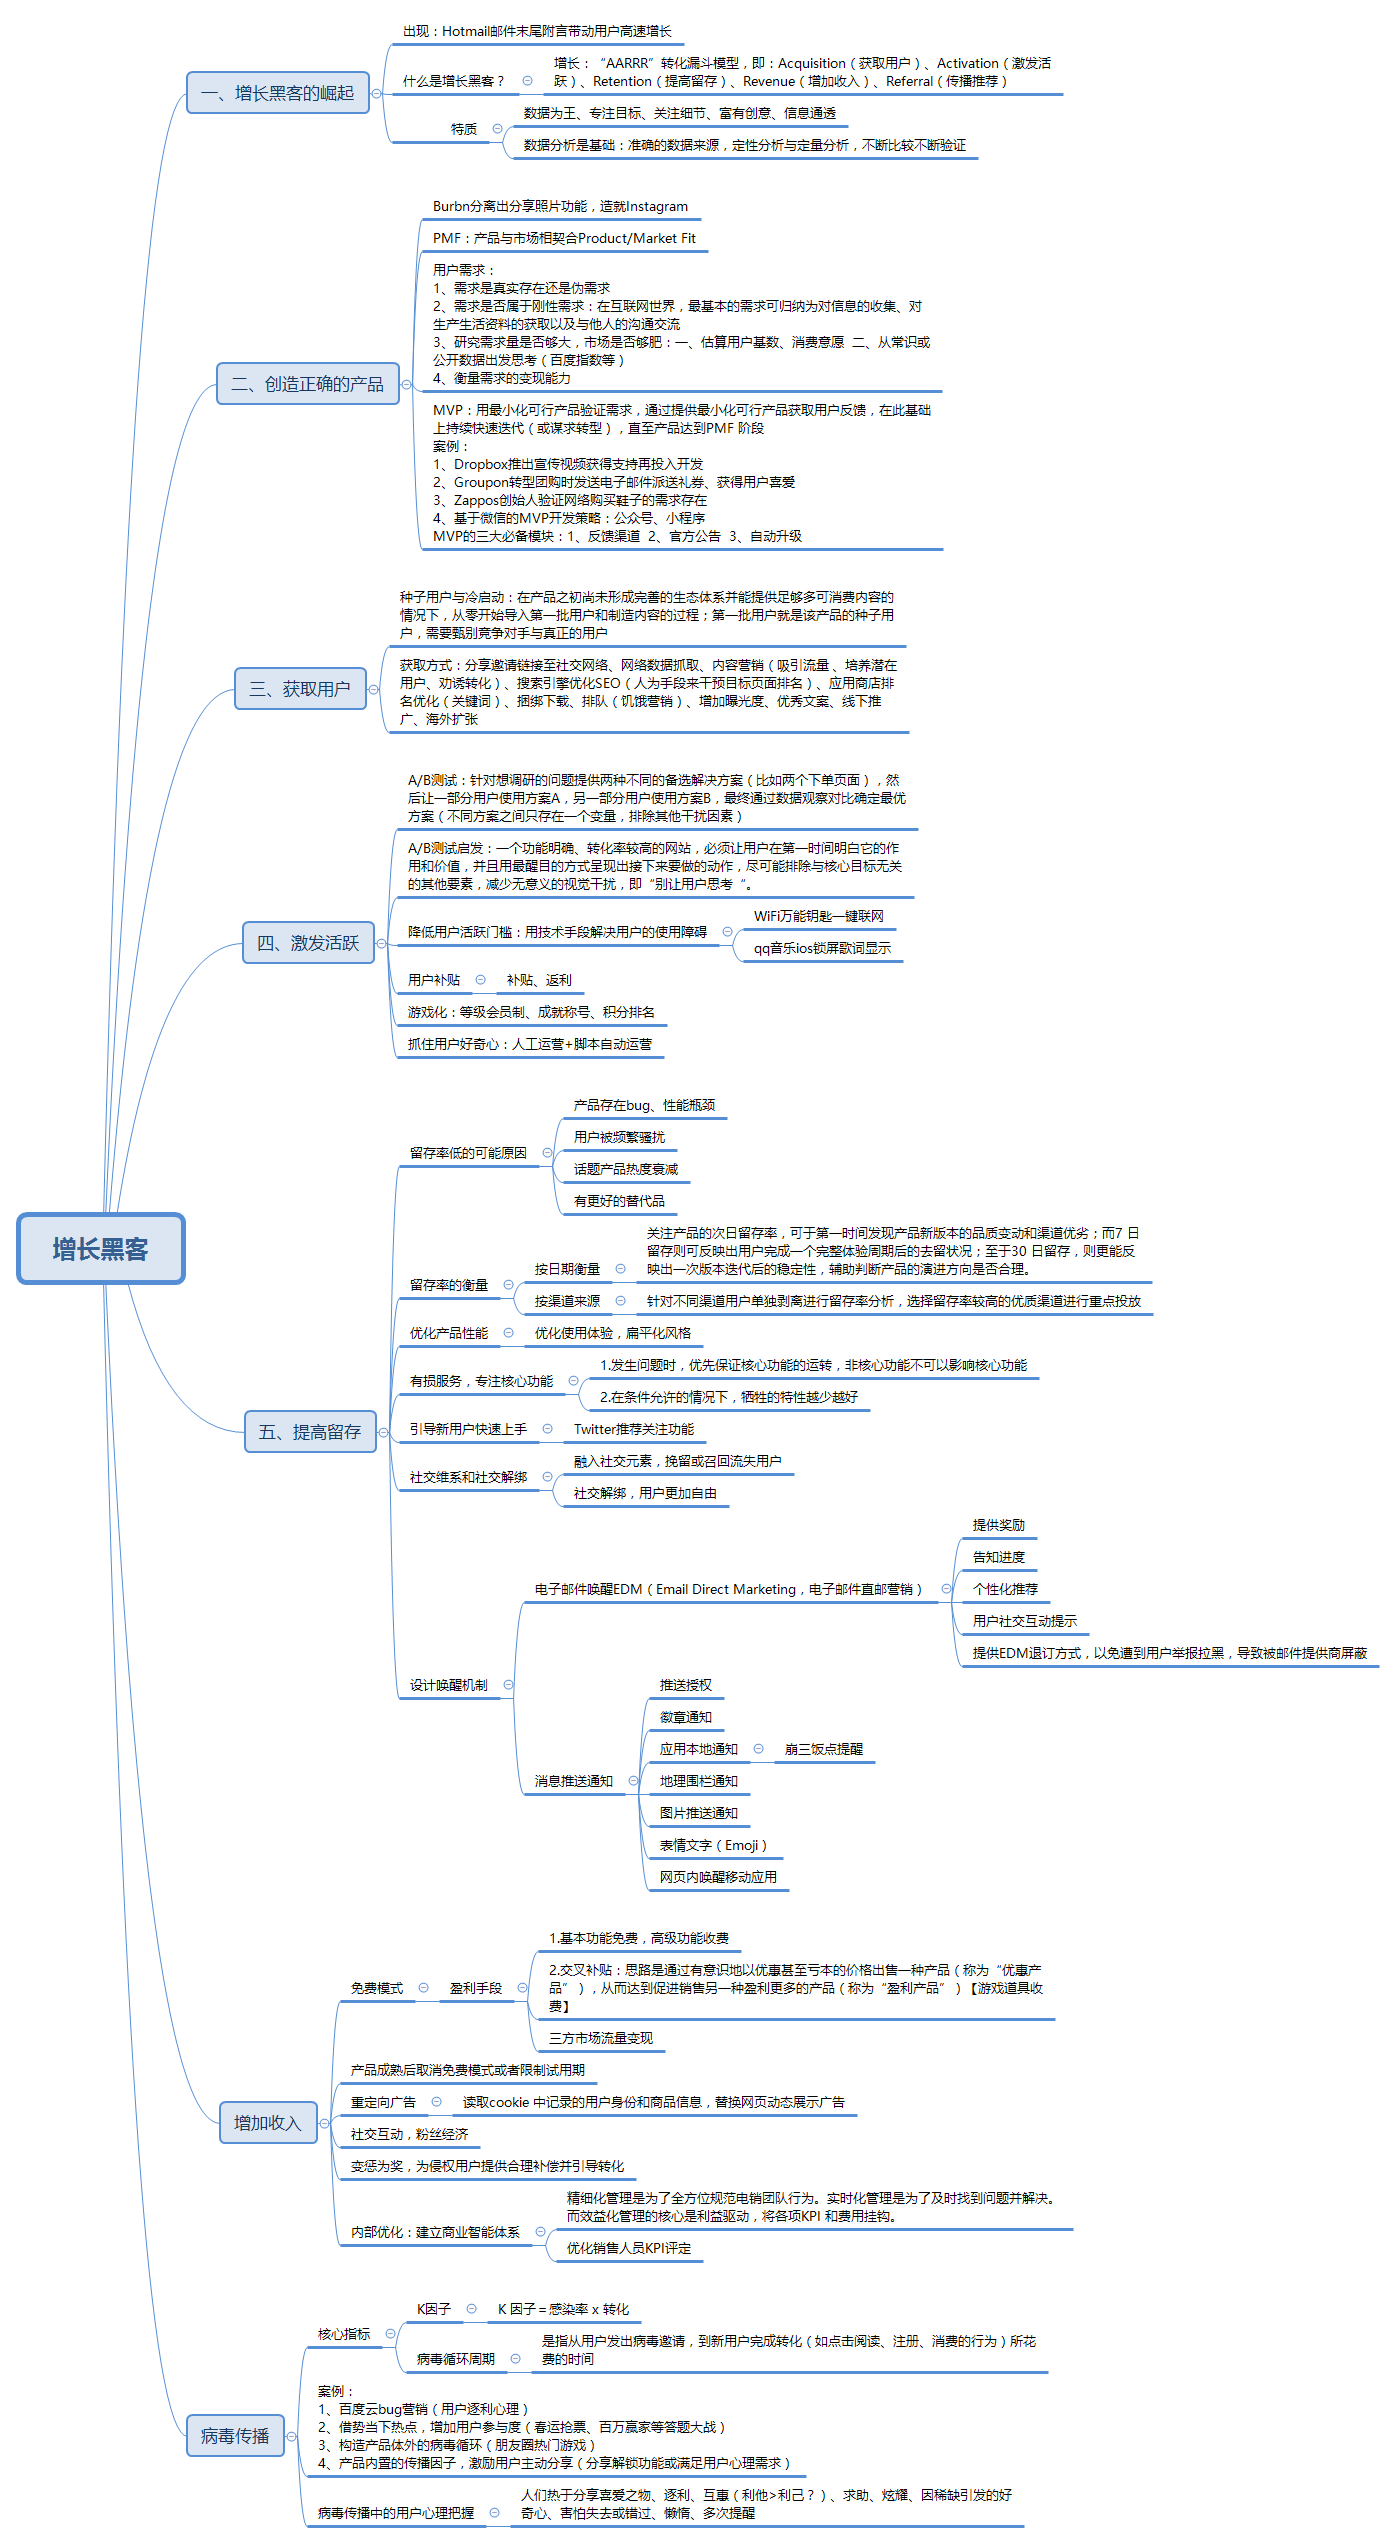 增长黑客
一、增长黑客的崛起
出现：Hotmail邮件末尾附言带动用户高速增长
什么是增长黑客？
增长：“AARRR”转化漏斗模型，即：Acquisition（获取用户）、Activation（激发活
跃）、Retention（提高留存）、Revenue（增加收入）、Referral（传播推荐）
特质
数据为王、专注目标、关注细节、富有创意、信息通透
数据分析是基础：准确的数据来源，定性分析与定量分析，不断比较不断验证
二、创造正确的产品
Burbn分离出分享照片功能，造就Instagram
PMF：产品与市场相契合Product/Market Fit
用户需求：
1、需求是真实存在还是伪需求
2、需求是否属于刚性需求：在互联网世界，最基本的需求可归纳为对信息的收集、对
生产生活资料的获取以及与他人的沟通交流
3、研究需求量是否够大，市场是否够肥：一、估算用户基数、消费意愿 二、从常识或
公开数据出发思考（百度指数等）
4、衡量需求的变现能力
MVP：用最小化可行产品验证需求，通过提供最小化可行产品获取用户反馈，在此基础
上持续快速迭代（或谋求转型），直至产品达到PMF 阶段
案例：
1、Dropbox推出宣传视频获得支持再投入开发
2、Groupon转型团购时发送电子邮件派送礼券、获得用户喜爱
3、Zappos创始人验证网络购买鞋子的需求存在
4、基于微信的MVP开发策略：公众号、小程序
MVP的三大必备模块：1、反馈渠道 2、官方公告 3、自动升级
三、获取用户
种子用户与冷启动：在产品之初尚未形成完善的生态体系并能提供足够多可消费内容的
情况下，从零开始导入第一批用户和制造内容的过程；第一批用户就是该产品的种子用
户，需要甄别竞争对手与真正的用户
获取方式：分享邀请链接至社交网络、网络数据抓取、内容营销（吸引流量 、培养潜在
用户、劝诱转化）、搜索引擎优化SEO（人为手段来干预目标页面排名）、应用商店排
名优化（关键词）、捆绑下载、排队（饥饿营销）、增加曝光度、优秀文案、线下推
广、海外扩张
四、激发活跃
A/B测试：针对想调研的问题提供两种不同的备选解决方案（比如两个下单页面），然
后让一部分用户使用方案A，另一部分用户使用方案B，最终通过数据观察对比确定最优
方案（不同方案之间只存在一个变量，排除其他干扰因素）
A/B测试启发：一个功能明确、转化率较高的网站，必须让用户在第一时间明白它的作
用和价值，并且用最醒目的方式呈现出接下来要做的动作，尽可能排除与核心目标无关
的其他要素，减少无意义的视觉干扰，即“别让用户思考“。
降低用户活跃门槛：用技术手段解决用户的使用障碍
WiFi万能钥匙一键联网
qq音乐ios锁屏歌词显示
用户补贴
补贴、返利
游戏化：等级会员制、成就称号、积分排名
抓住用户好奇心：人工运营+脚本自动运营
五、提高留存
留存率低的可能原因
产品存在bug、性能瓶颈
用户被频繁骚扰
话题产品热度衰减
有更好的替代品
留存率的衡量
按日期衡量
关注产品的次日留存率，可于第一时间发现产品新版本的品质变动和渠道优劣；而7 日
留存则可反映出用户完成一个完整体验周期后的去留状况；至于30 日留存，则更能反
映出一次版本迭代后的稳定性，辅助判断产品的演进方向是否合理。
按渠道来源
针对不同渠道用户单独剥离进行留存率分析，选择留存率较高的优质渠道进行重点投放
优化产品性能
优化使用体验，扁平化风格
有损服务，专注核心功能
1.发生问题时，优先保证核心功能的运转，非核心功能不可以影响核心功能
2.在条件允许的情况下，牺牲的特性越少越好
引导新用户快速上手
Twitter推荐关注功能
社交维系和社交解绑
融入社交元素，挽留或召回流失用户
社交解绑，用户更加自由
设计唤醒机制
电子邮件唤醒EDM（Email Direct Marketing，电子邮件直邮营销）
提供奖励
告知进度
个性化推荐
用户社交互动提示
提供EDM退订方式，以免遭到用户举报拉黑，导致被邮件提供商屏蔽
消息推送通知
推送授权
徽章通知
应用本地通知
崩三饭点提醒
地理围栏通知
图片推送通知
表情文字（Emoji）
网页内唤醒移动应用
增加收入
免费模式
盈利手段
1.基本功能免费，高级功能收费
2.交叉补贴：思路是通过有意识地以优惠甚至亏本的价格出售一种产品（称为“优惠产
品”），从而达到促进销售另一种盈利更多的产品（称为“盈利产品”）【游戏道具收
费】
三方市场流量变现
产品成熟后取消免费模式或者限制试用期
重定向广告
读取cookie 中记录的用户身份和商品信息，替换网页动态展示广告
社交互动，粉丝经济
变惩为奖，为侵权用户提供合理补偿并引导转化
内部优化：建立商业智能体系
精细化管理是为了全方位规范电销团队行为。实时化管理是为了及时找到问题并解决。
而效益化管理的核心是利益驱动，将各项KPI 和费用挂钩。
优化销售人员KPI评定
病毒传播
核心指标
K因子
K 因子＝感染率 x 转化
病毒循环周期
是指从用户发出病毒邀请，到新用户完成转化（如点击阅读、注册、消费的行为）所花
费的时间
案例：
1、百度云bug营销（用户逐利心理）
2、借势当下热点，增加用户参与度（春运抢票、百万赢家等答题大战）
3、构造产品体外的病毒循环（朋友圈热门游戏）
4、产品内置的传播因子，激励用户主动分享（分享解锁功能或满足用户心理需求）
病毒传播中的用户心理把握
人们热于分享喜爱之物、逐利、互惠（利他>利己？）、求助、炫耀、因稀缺引发的好
奇心、害怕失去或错过、懒惰、多次提醒